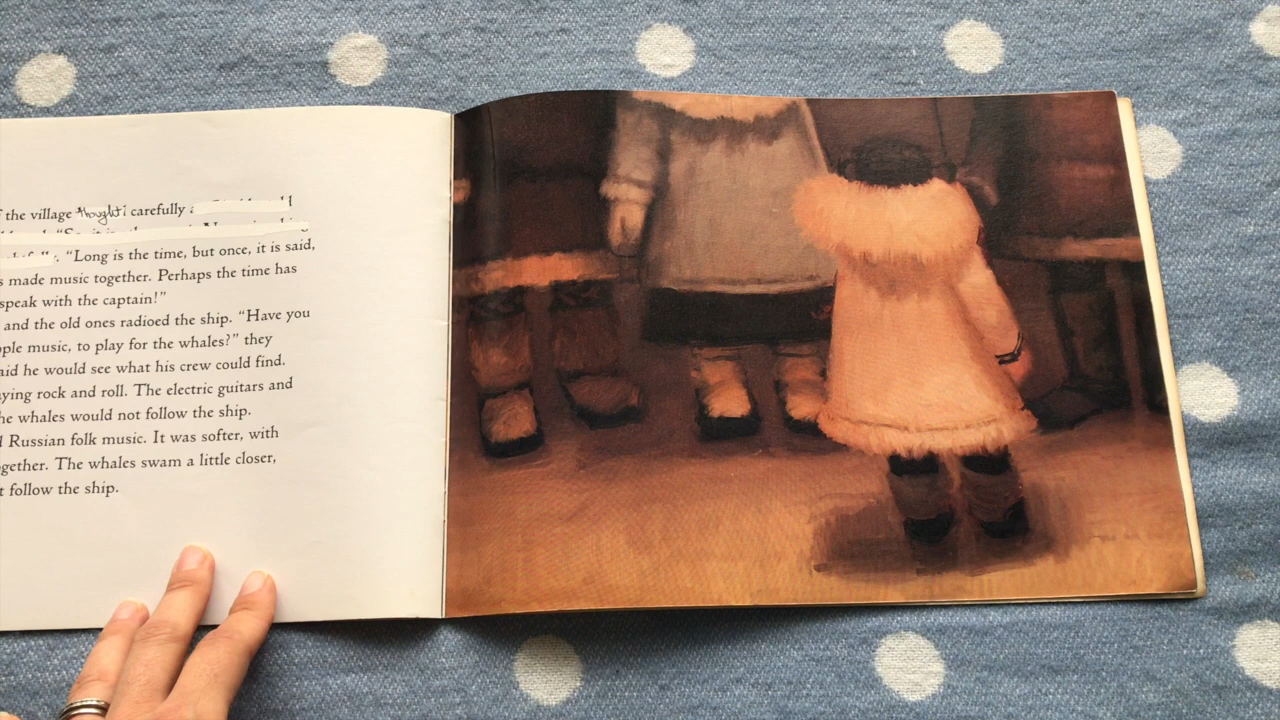 f the village thought carefully
“Long is the time, but once, it is said,
s made music together. Perhaps the time has
speak with the captain!”
and the old ones radioed the ship. “Have you
ople music, to play for the whales?” they
aid he would see what his crew could find.
ying rock and roll. The electric guitars and
he whales would not follow the ship.
Russian folk music. It was softer, with
gether. The whales swam a little closer,
t follow the ship.